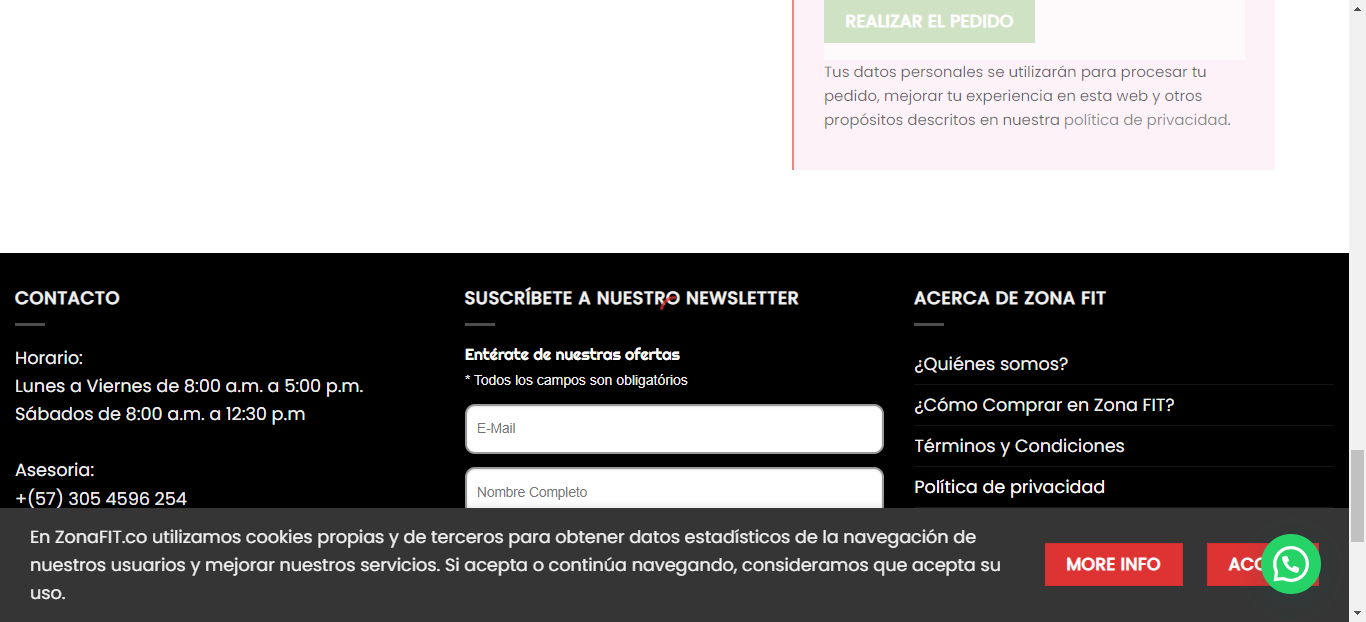 REALIZAR EL PEDIDO
Tus datos personales se utilizarán para procesar tu
pedido, mejorar tu experiencia en esta web y otros
propósitos descritos en nuestra política de privacidad.
CONTACTO
Horario:
Lunes a Viernes de 8:00 a.m. a 5:00 p.m.
Sábados de 8:00 a.m. a 12:30 p.m
Asesoria:
+(57) 305 4596 254
SUSCRÍBETE A NUESTRO NEWSLETTER
Entérate de nuestras ofertas
* Todos los campos son obligatórios
E-Mail
Nombre Completo
ACERCA DE ZONA FIT
¿Quiénes somos?
¿Cómo Comprar en Zona FIT?
Términos y Condiciones
Política de privacidad
En ZonaFIT.co utilizamos cookies propias y de terceros para obtener datos estadísticos de la navegación de
nuestros usuarios y mejorar nuestros servicios. Si acepta o continúa navegando, consideramos que acepta su
uso.
MORE INFO